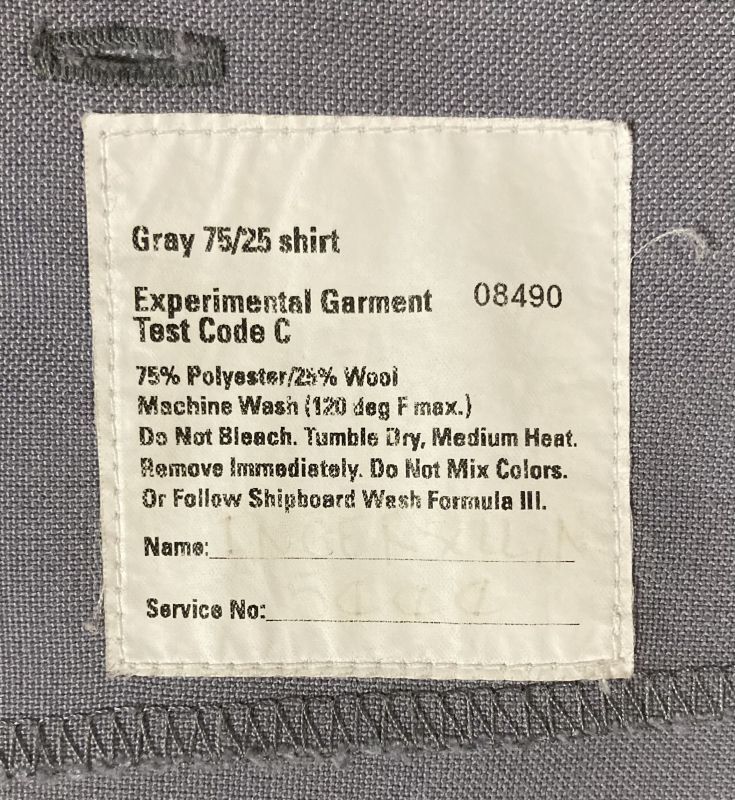 Gray 75/25 shirt
Experimental Garment 08490
Test Code C
75% Polyester/25% Wool
Machine Wash (120 deg F max.)
Do Not Bleach. Tumble Dry, Medium Heat.
Remove Immediately. Do Not Mix Colors.
Or Follow Shipboard Wash Formula III.
Name:
Service No: